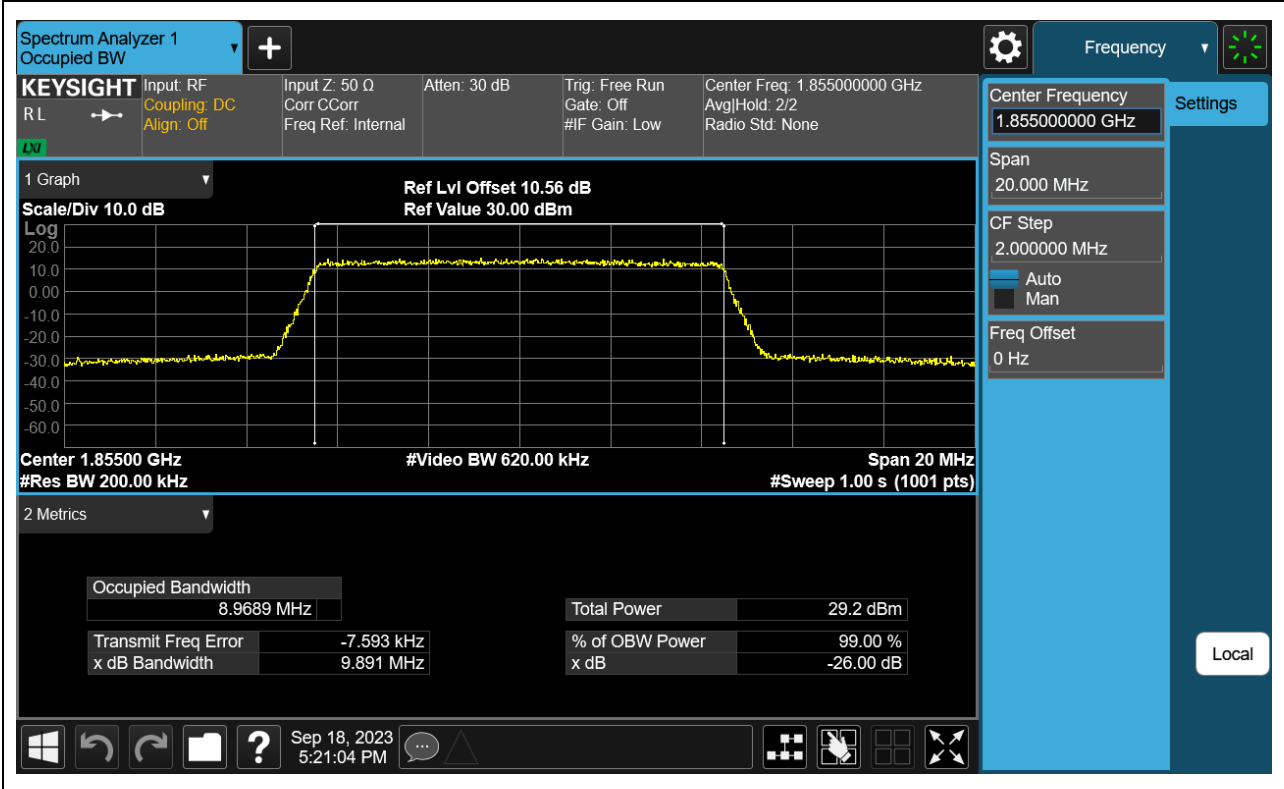 Spectrum Analyzer 1
Occupied BW
▼
+
Frequency
▼
KEYSIGHT
R L
LXI
Input: RF
Coupling: DC
Align: Off
Input Z: 50 Ω
Corr CCorr
Freq Ref: Internal
Atten: 30 dB
Trig: Free Run
Gate: Off
#IF Gain: Low
Center Freq: 1.855000000 GHz
Avg|Hold: 2/2
Radio Std: None
Center Frequency
1.855000000 GHz
Settings
Span
20.000 MHz
CF Step
2.000000 MHz
Auto
Man
Freq Offset
0 Hz
Local
1 Graph ▼
Scale/Div 10.0 dB
Ref Lvl Offset 10.56 dB
Ref Value 30.00 dBm
Log
20.0
10.0
0.00
-10.0
-20.0
-30.0
-40.0
-50.0
-60.0
Center 1.85500 GHz
#Video BW 620.00 kHz
Span 20 MHz
#Res BW 200.00 kHz
#Sweep 1.00 s (1001 pts)
2 Metrics ▼
Occupied Bandwidth
8.9689 MHz
Total Power 29.2 dBm
Transmit Freq Error -7.593 kHz
% of OBW Power 99.00 %
x dB Bandwidth 9.891 MHz
x dB -26.00 dB
?
Sep 18, 2023
5:21:04 PM